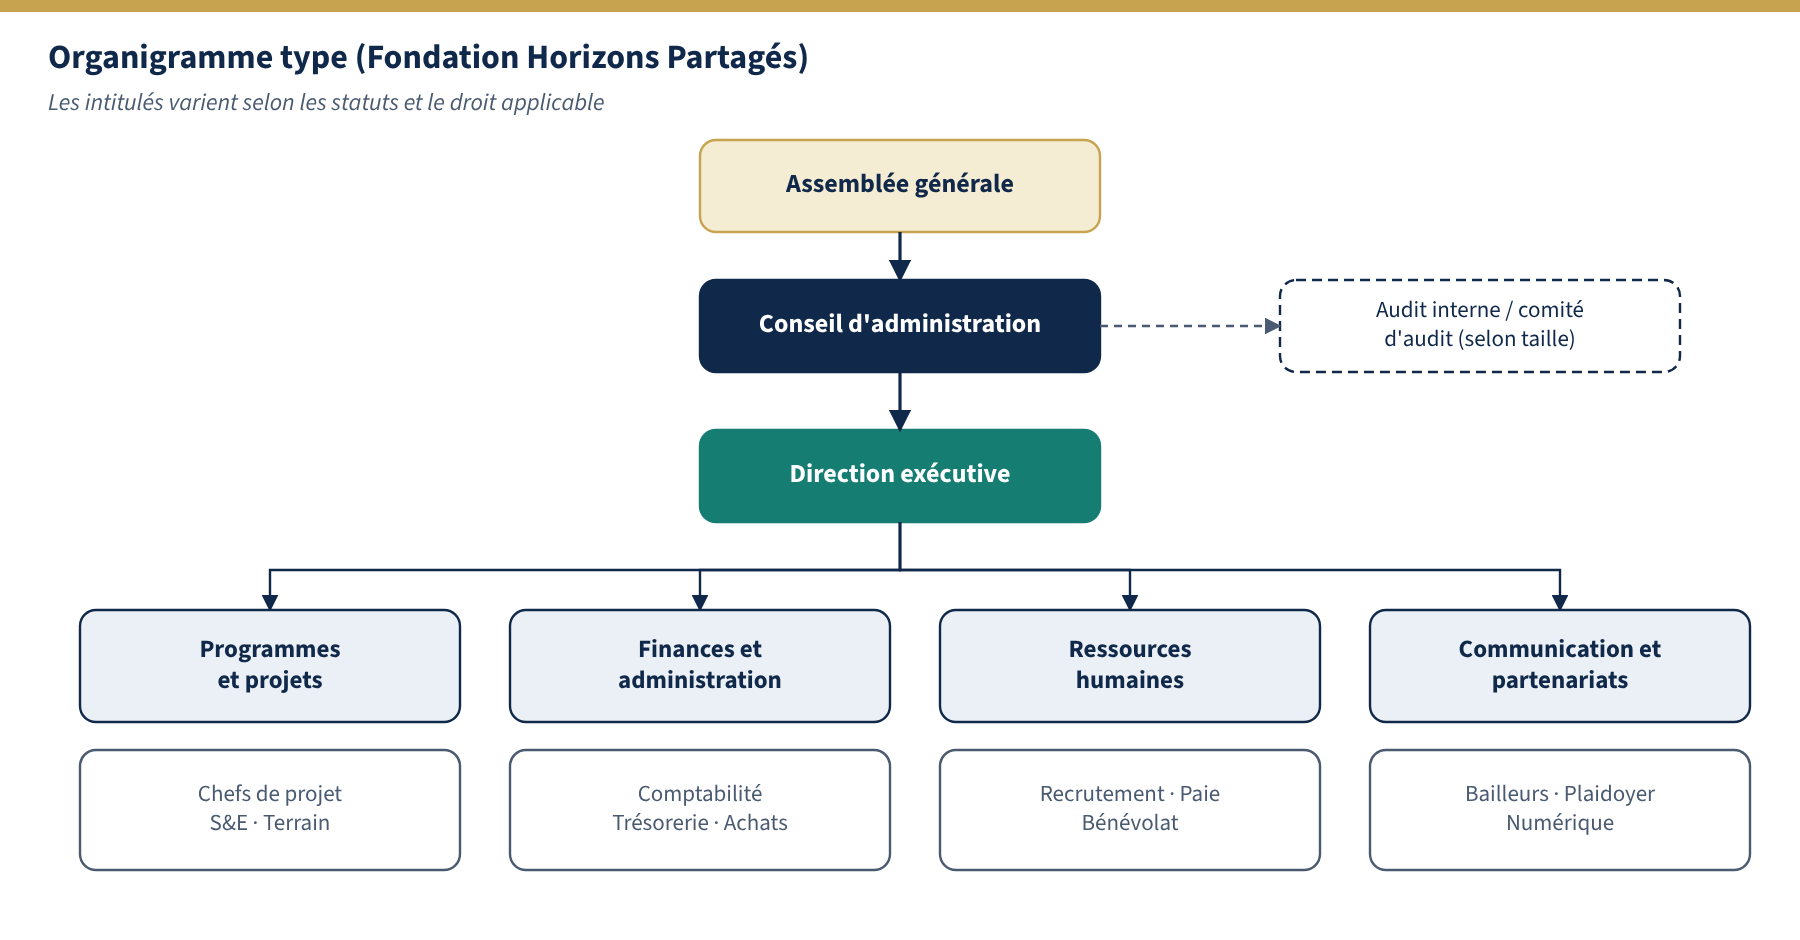 Organigramme type (Fondation Horizons Partagés)
Les intitulés varient selon les statuts et le droit applicable
Assemblée générale
Conseil d'administration
Audit interne / comité
d'audit (selon taille)
Direction exécutive
Programmes
et projets
Finances et
administration
Ressources
humaines
Communication et
partenariats
Chefs de projet
S&E · Terrain
Comptabilité
Trésorerie · Achats
Recrutement · Paie
Bénévolat
Bailleurs · Plaidoyer
Numérique